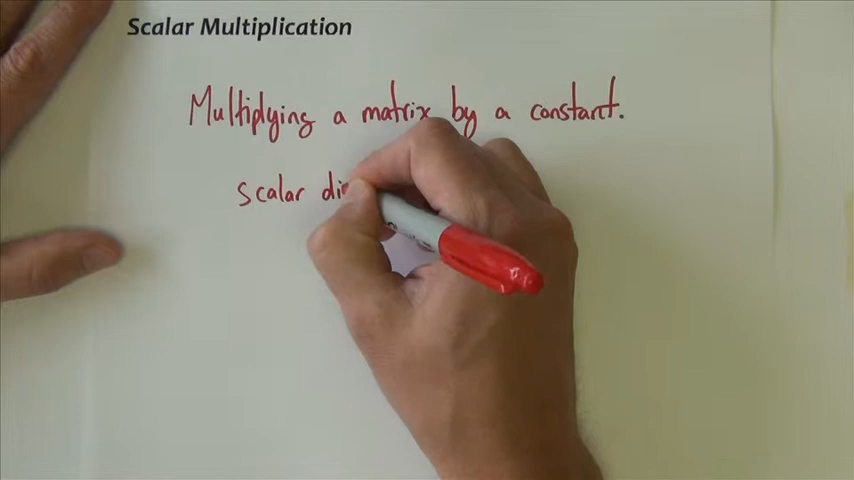 Scalar Multiplication
Multiplying a matrix by a constant.
scalar